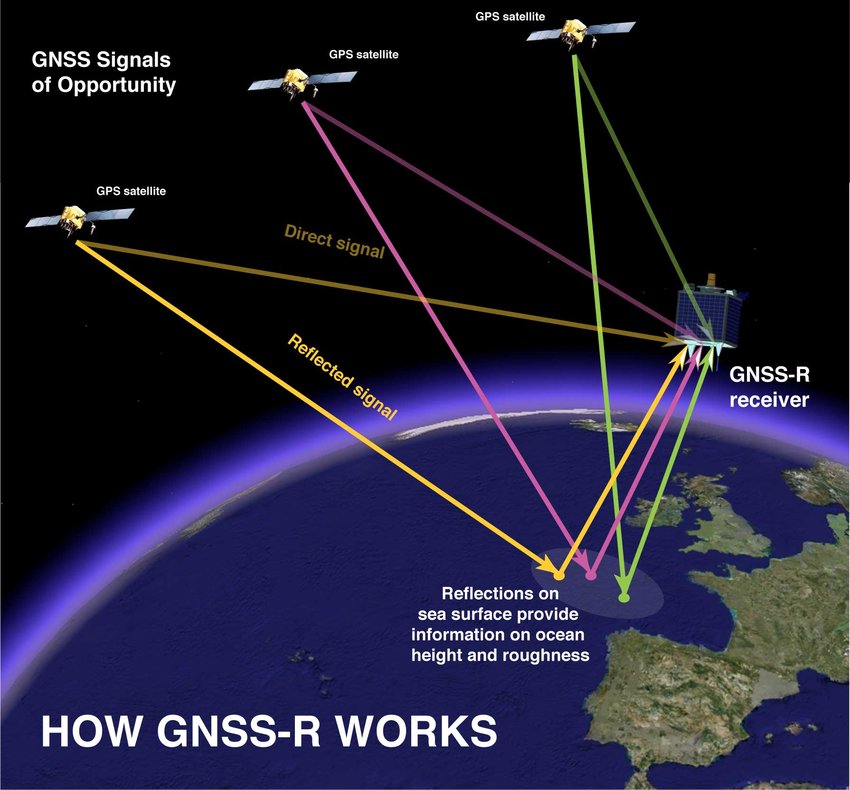 GPS satellite
GNSS Signals
of Opportunity
GPS satellite
GPS satellite
Direct signal
Reflected signal
GNSS-R
receiver
Reflections on
sea surface provide
information on ocean
height and roughness
HOW GNSS-R WORKS